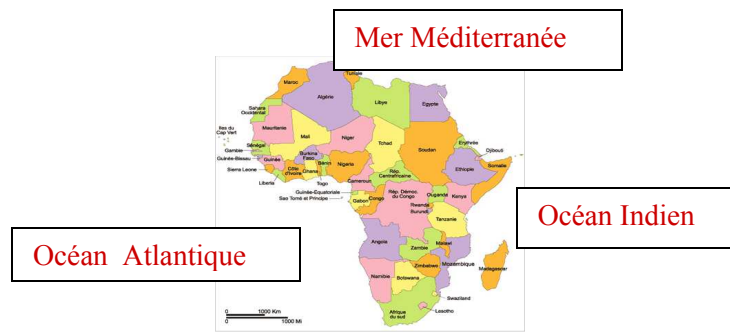 Mer Méditerranée
Tunisie
Maroc
Algérie
Libye
Egypte
Sahara
Occidental
Iles du
Cap Vert
Mauritanie
Mali
Niger
Tchad
Soudan
Erythrée
Djibouti
Sénégal
Gambie
Guinée-Bissau
Guinée
Burkina
Faso
Bénin
Nigeria
Somalie
Ethiopie
Sierra Leone
Côte
d'Ivoire
Ghana
Liberia
Togo
Cameroun
Rép.
Centrafricaine
Guinée-Equatoriale
Sao Tomé et Principe
Gabon
Congo
Rép. Démoc.
du Congo
Ouganda
Kenya
Rwanda
Burundi
Tanzanie
Océan Indien
Océan Atlantique
Angola
Zambie
Malawi
Mozambique
Zimbabwe
Madagascar
Namibie
Botswana
Swaziland
Afrique
du sud
Lesotho
0 1000 Km
0 1000 Mi